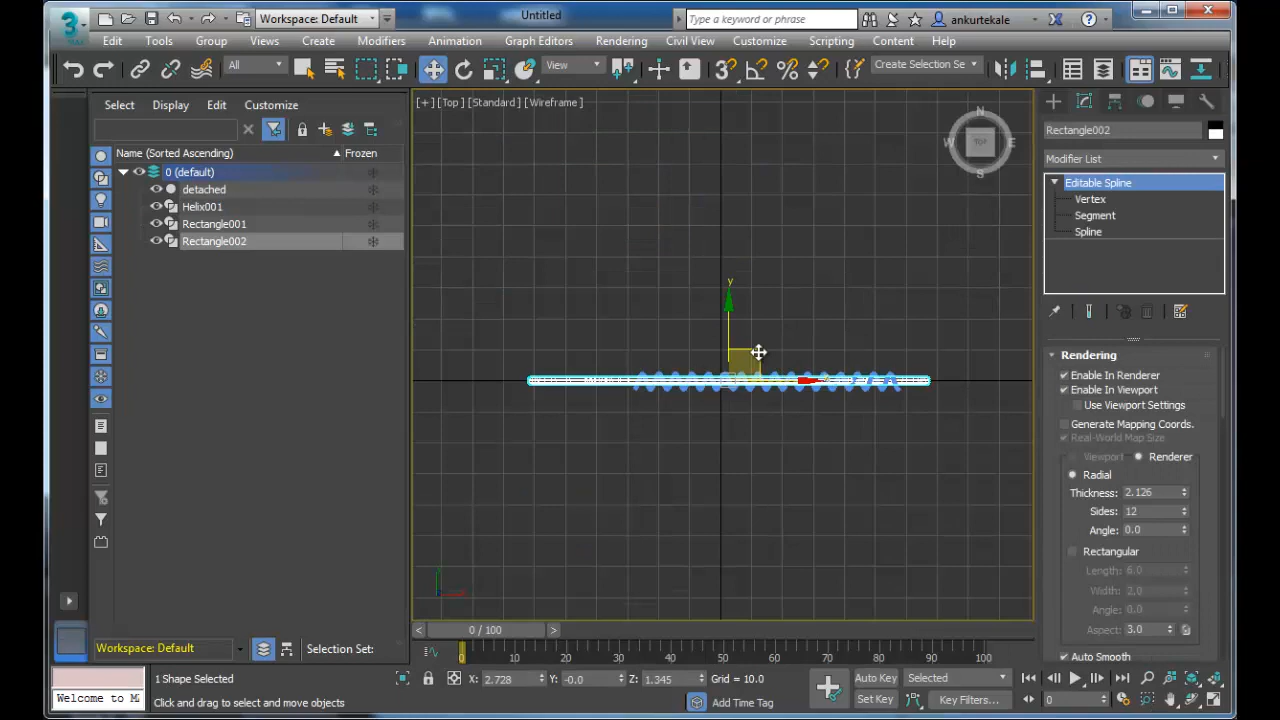 3
Workspace: Default
Untitled
Type a keyword or phrase
ankurtekale
Edit Tools Group Views Create Modifiers Animation Graph Editors Rendering Civil View Customize Scripting Content Help
All
View
3
Create Selection Se
Select Display Edit Customize
Name (Sorted Ascending) Frozen
0 (default)
detached
Helix001
Rectangle001
Rectangle002
[+] [Top] [Standard] [Wireframe]
N
W TOP E
S
y
Rectangle002
Modifier List
Editable Spline
Vertex
Segment
Spline
Rendering
Enable In Renderer
Enable In Viewport
Use Viewport Settings
Generate Mapping Coords.
Real-World Map Size
Viewport Renderer
Radial
Thickness: 2.126
Sides: 12
Angle: 0.0
Rectangular
Length: 6.0
Width: 2.0
Angle: 0.0
Aspect: 3.0
Auto Smooth
< 0 / 100 >
0 10 20 30 40 50 60 70 80 90 100
Workspace: Default
Selection Set:
1 Shape Selected
X: 2.728 Y: -0.0 Z: 1.345 Grid = 10.0
Auto Key Selected
Welcome to M
Click and drag to select and move objects
Add Time Tag
Set Key Key Filters... 0